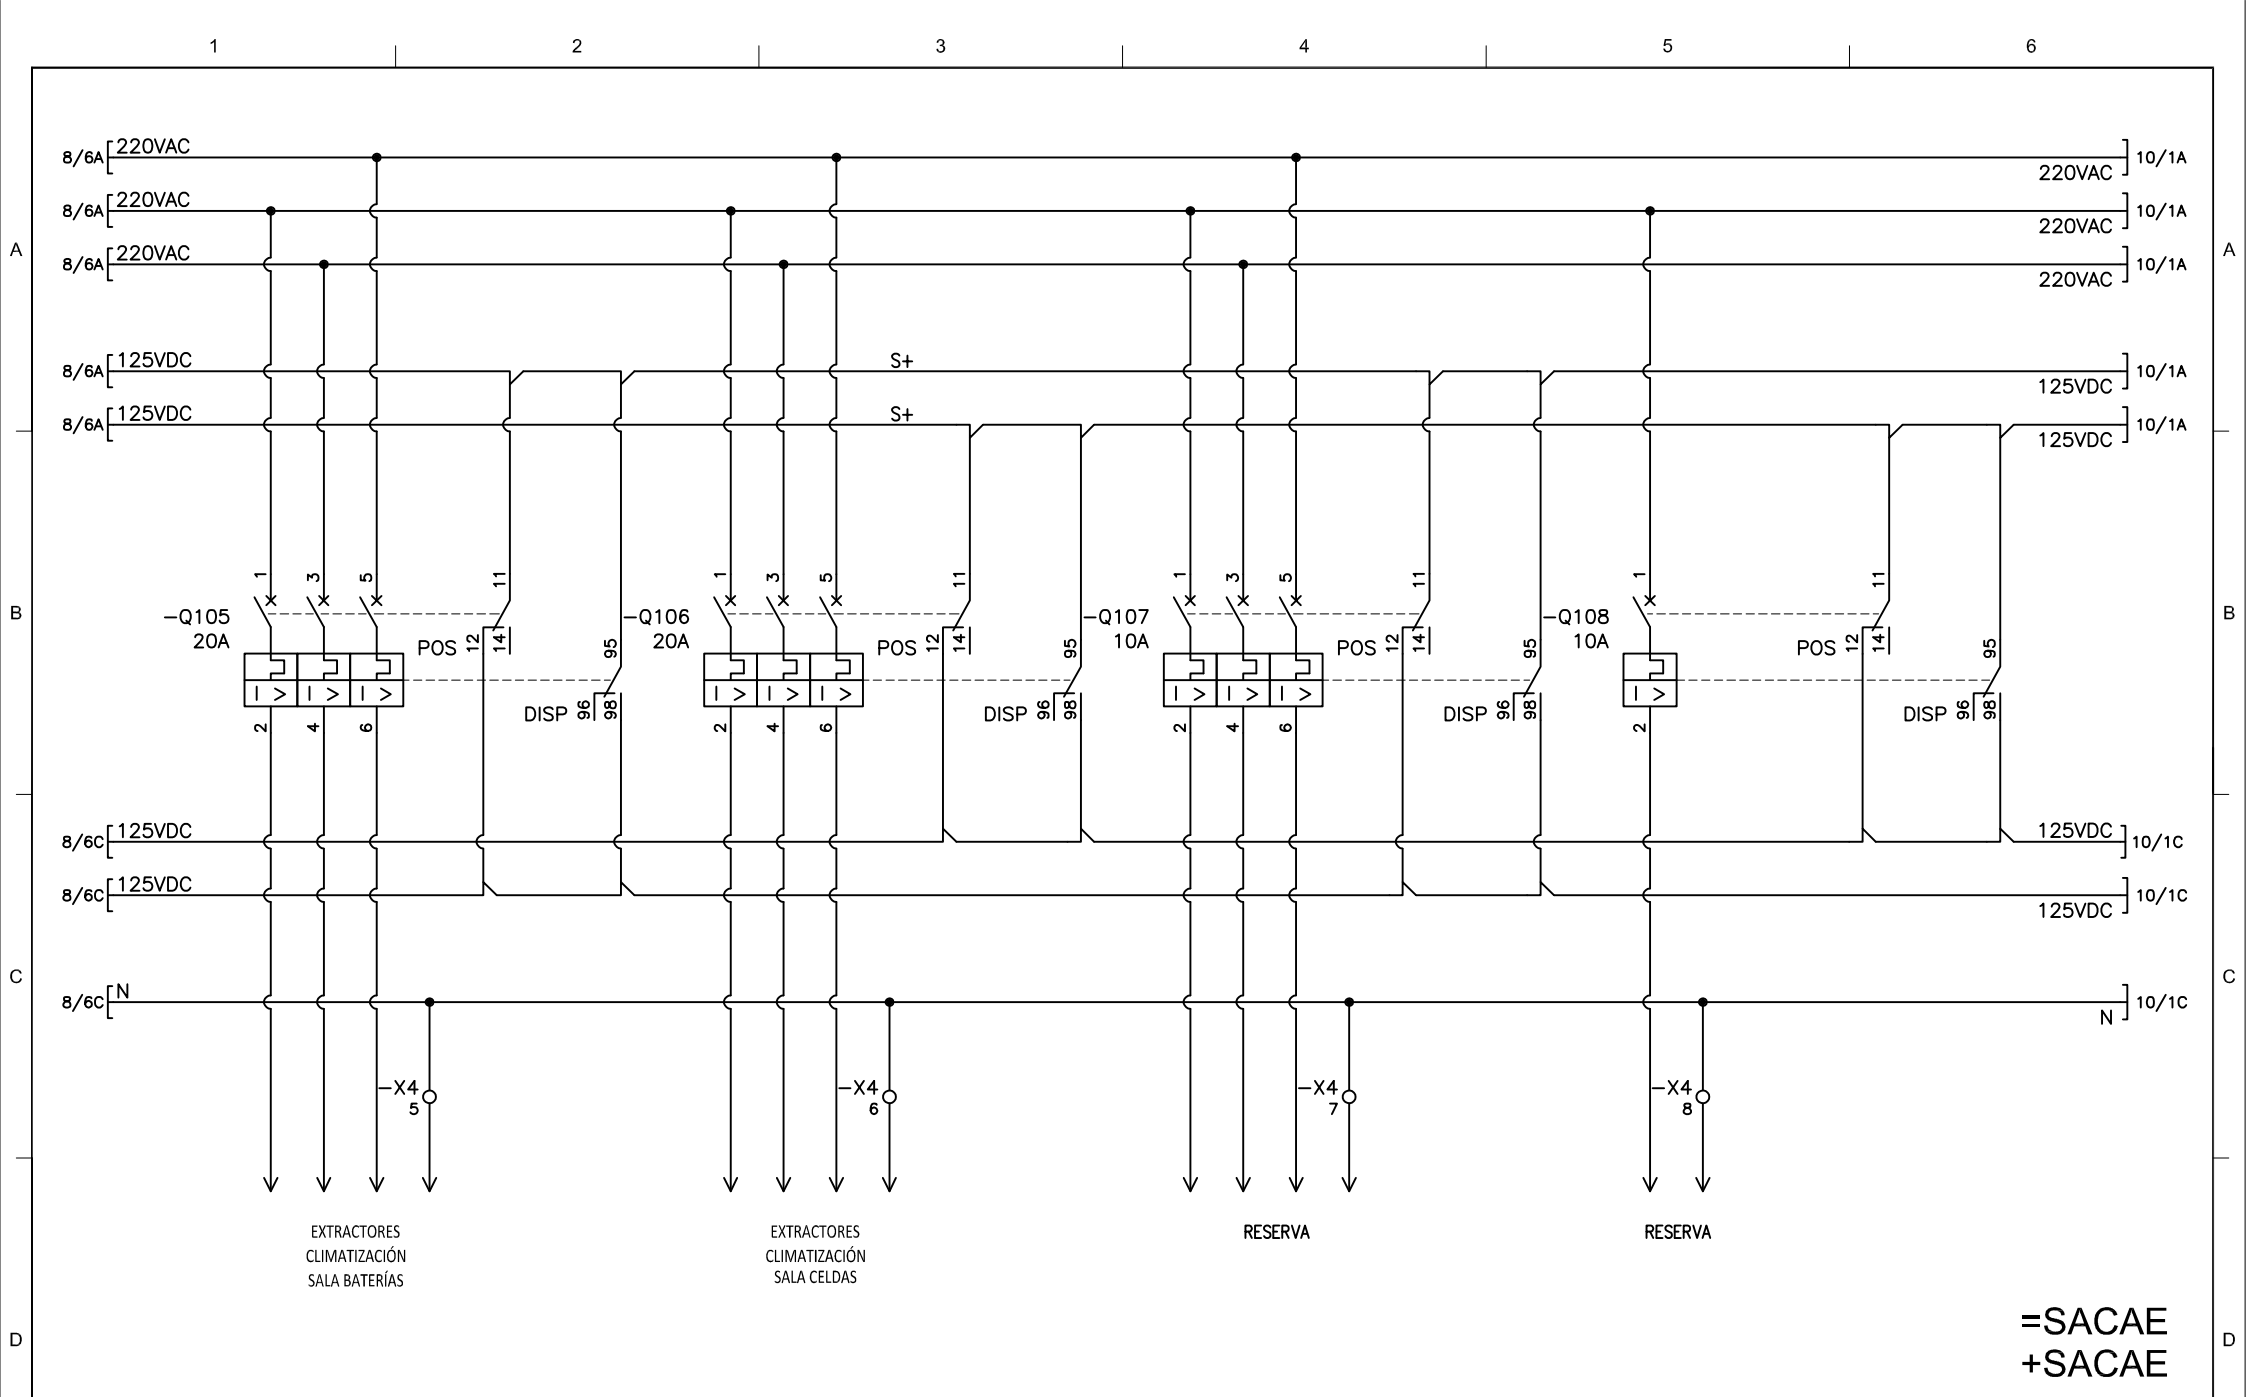 1 2 3 4 5 6
8/6A 220VAC 10/1A
220VAC
8/6A 220VAC 10/1A
220VAC
A A
8/6A 220VAC 10/1A
220VAC
8/6A 125VDC S+ 10/1A
125VDC
8/6A 125VDC S+ 10/1A
125VDC
1 3 5 11 1 3 5 11 1 3 5 11 1 11
B -Q105 -Q106 -Q107 -Q108 B
20A 20A 10A 10A
POS 12 14 95 POS 12 14 95 POS 12 14 95 POS 12 14 95
I > I > I > I > I > I > I > I > I > I >
DISP 96 98 DISP 96 98 DISP 96 98 DISP 96 98
2 4 6 2 4 6 2 4 6 2
8/6C 125VDC 125VDC 10/1C
8/6C 125VDC 10/1C
125VDC
C C
8/6C N 10/1C
N
-X4 -X4 -X4 -X4
5 6 7 8
EXTRACTORES
CLIMATIZACIÓN
SALA BATERÍAS
EXTRACTORES
CLIMATIZACIÓN
SALA CELDAS
RESERVA
RESERVA
=SACAE
D D
+SACAE